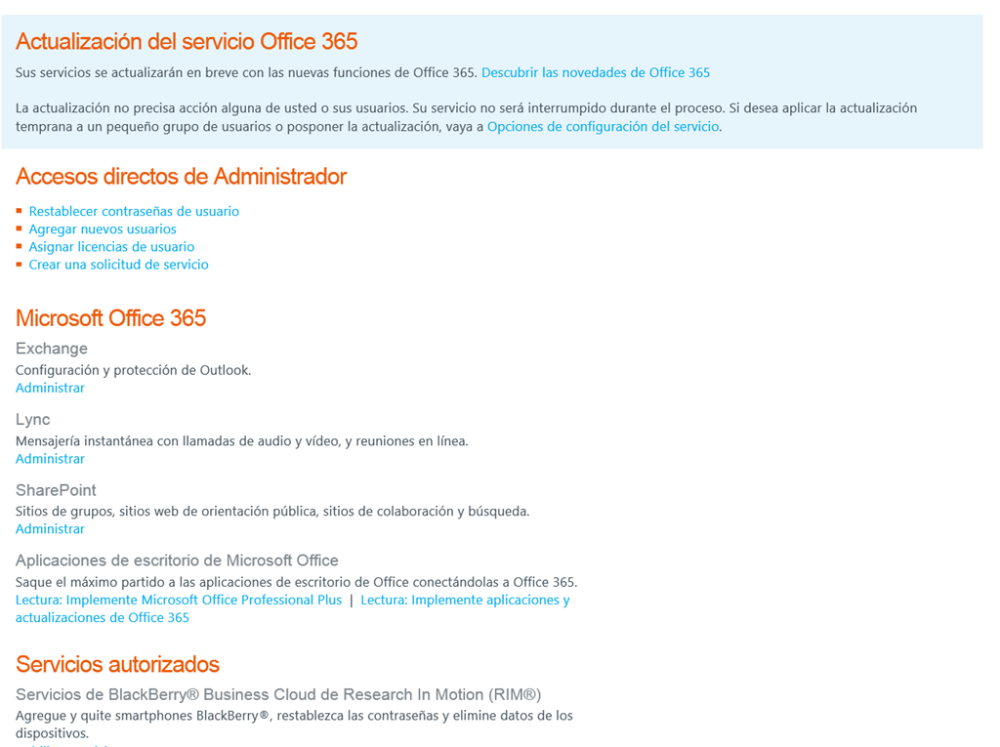 Actualización del servicio Office 365
Sus servicios se actualizarán en breve con las nuevas funciones de Office 365. Descubrir las novedades de Office 365
La actualización no precisa acción alguna de usted o sus usuarios. Su servicio no será interrumpido durante el proceso. Si desea aplicar la actualización
temprana a un pequeño grupo de usuarios o posponer la actualización, vaya a Opciones de configuración del servicio.
Accesos directos de Administrador
Restablecer contraseñas de usuario
Agregar nuevos usuarios
Asignar licencias de usuario
Crear una solicitud de servicio
Microsoft Office 365
Exchange
Configuración y protección de Outlook.
Administrar
Lync
Mensajería instantánea con llamadas de audio y vídeo, y reuniones en línea.
Administrar
SharePoint
Sitios de grupos, sitios web de orientación pública, sitios de colaboración y búsqueda.
Administrar
Aplicaciones de escritorio de Microsoft Office
Saque el máximo partido a las aplicaciones de escritorio de Office conectándolas a Office 365.
Lectura: Implemente Microsoft Office Professional Plus | Lectura: Implemente aplicaciones y
actualizaciones de Office 365
Servicios autorizados
Servicios de BlackBerry® Business Cloud de Research In Motion (RIM®)
Agregue y quite smartphones BlackBerry®, restablezca las contraseñas y elimine datos de los
dispositivos.